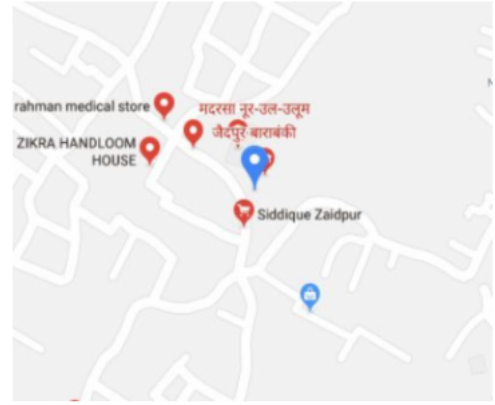 rahman medical store
मदरसा नूर-उल-उलूम
जैदपुर बाराबंकी
ZIKRA HANDLOOM
HOUSE
Siddique Zaidpur